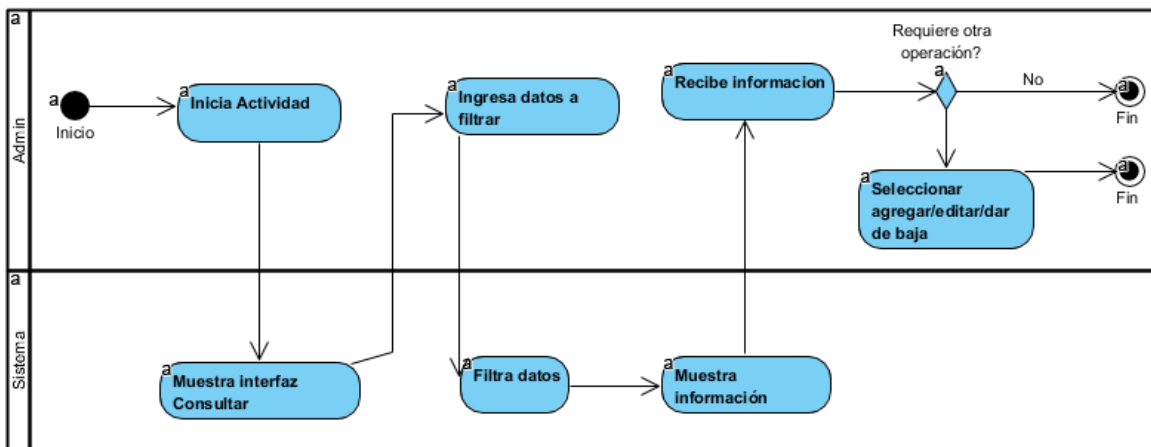 a
Admin
a
Inicio
a
Inicia Actividad
a
Ingresa datos a
filtrar
a
Recibe informacion
Requiere otra
operación?
a
No
a
Fin
a
Seleccionar
agregar/editar/dar
de baja
a
Fin
a
Sistema
a
Muestra interfaz
Consultar
a
Filtra datos
a
Muestra
información